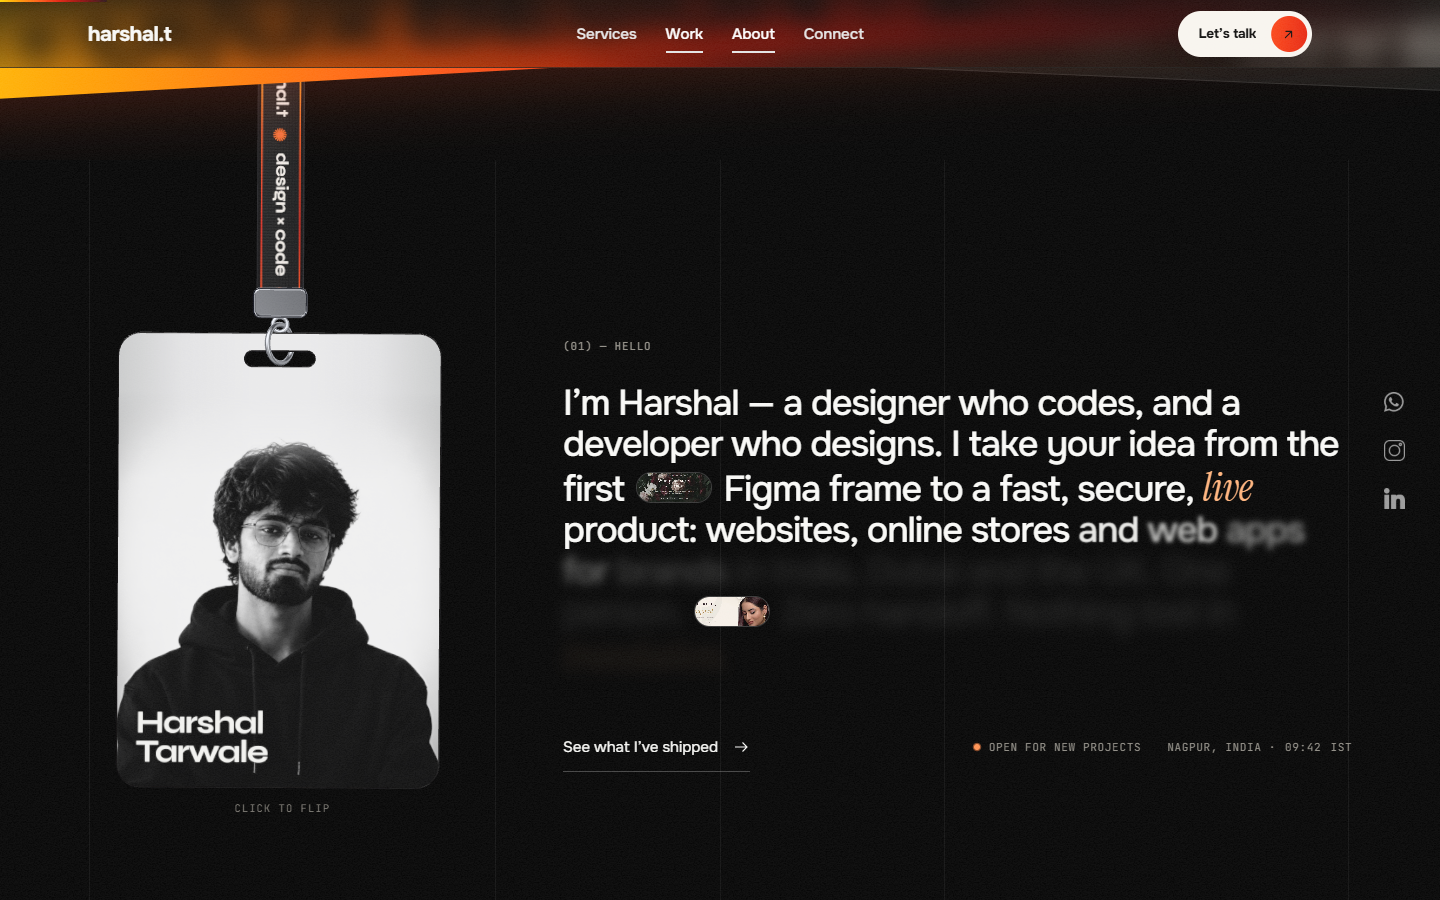 harshal.t
Services
Work
About
Connect
Let's talk
design × code
Harshal
Tarwale
CLICK TO FLIP
(01) — HELLO
I'm Harshal — a designer who codes, and a
developer who designs. I take your idea from the
first Figma frame to a fast, secure, live
product: websites, online stores and web apps
for
See what I've shipped →
OPEN FOR NEW PROJECTS
NAGPUR, INDIA · 09:42 IST